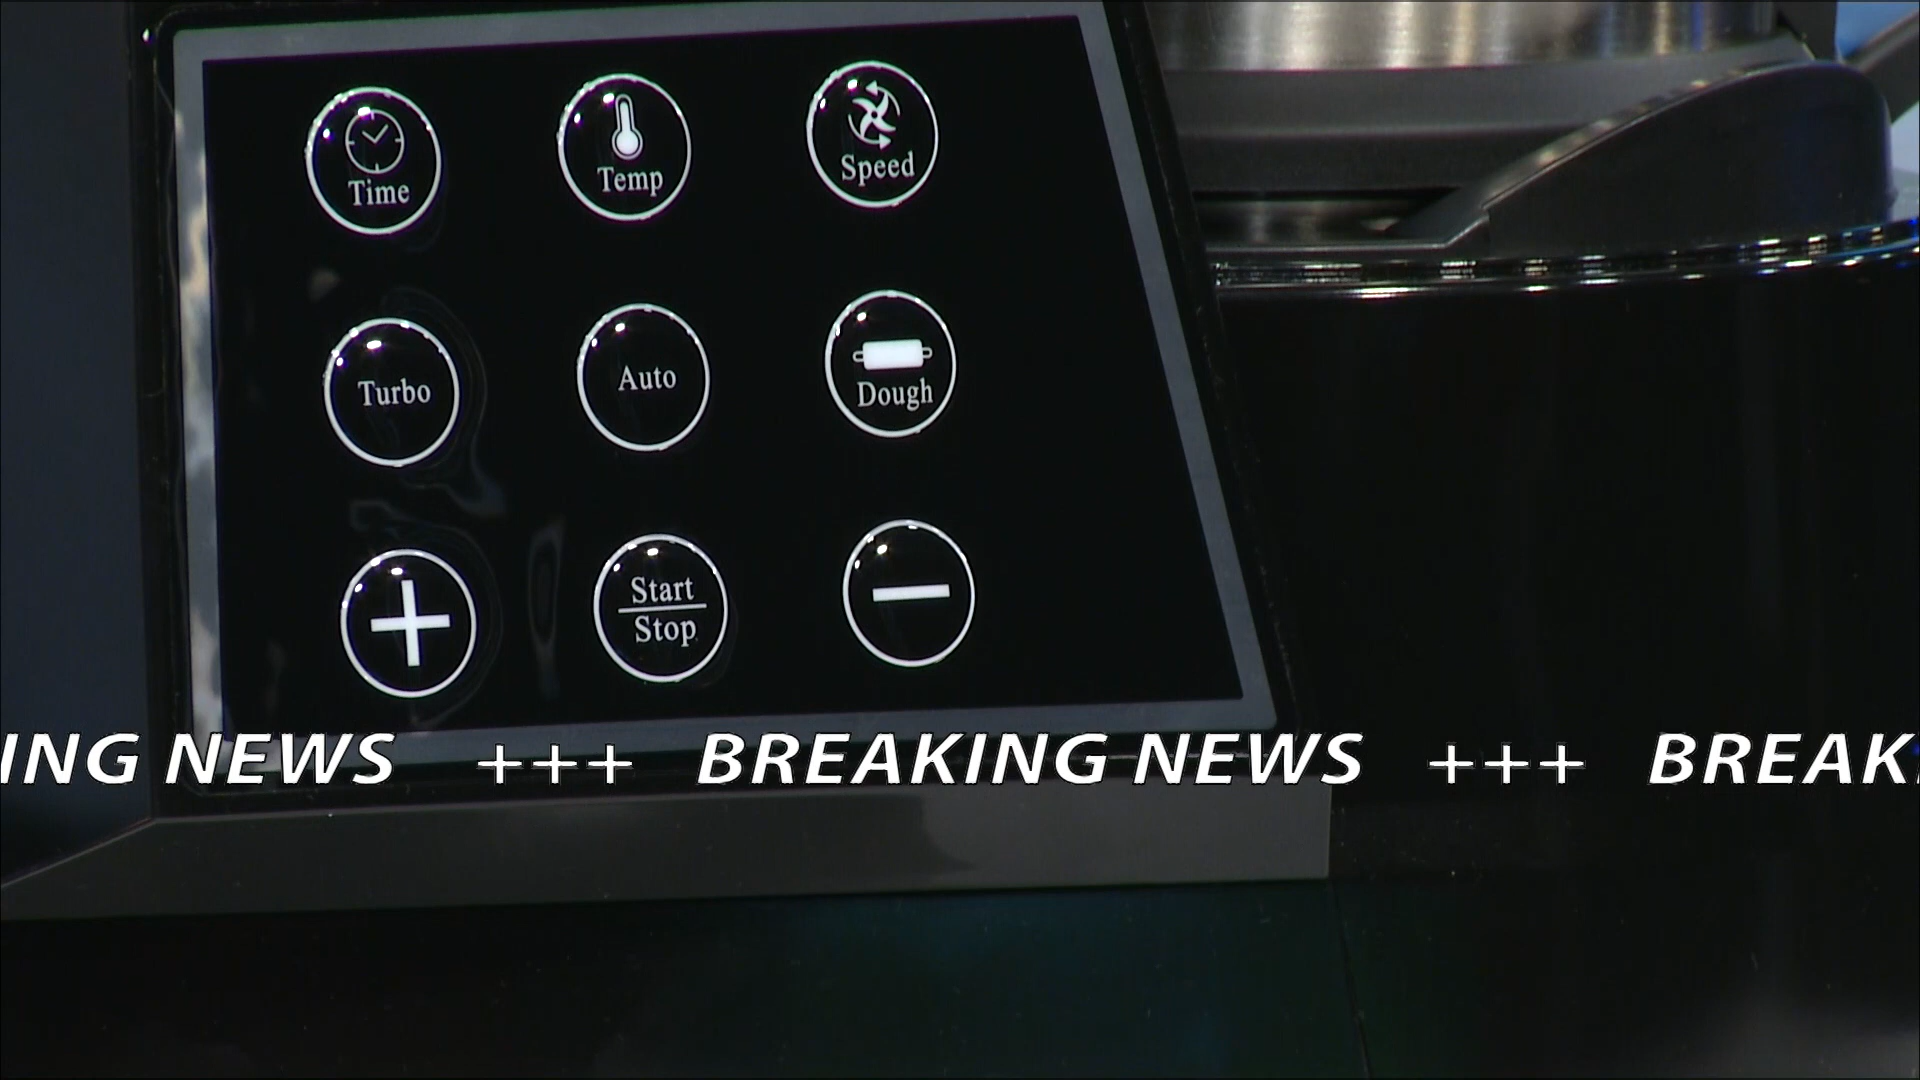 Time
Temp
Speed
Turbo
Auto
Dough
+
Start
Stop
−
ING NEWS +++ BREAKING NEWS +++ BREAK